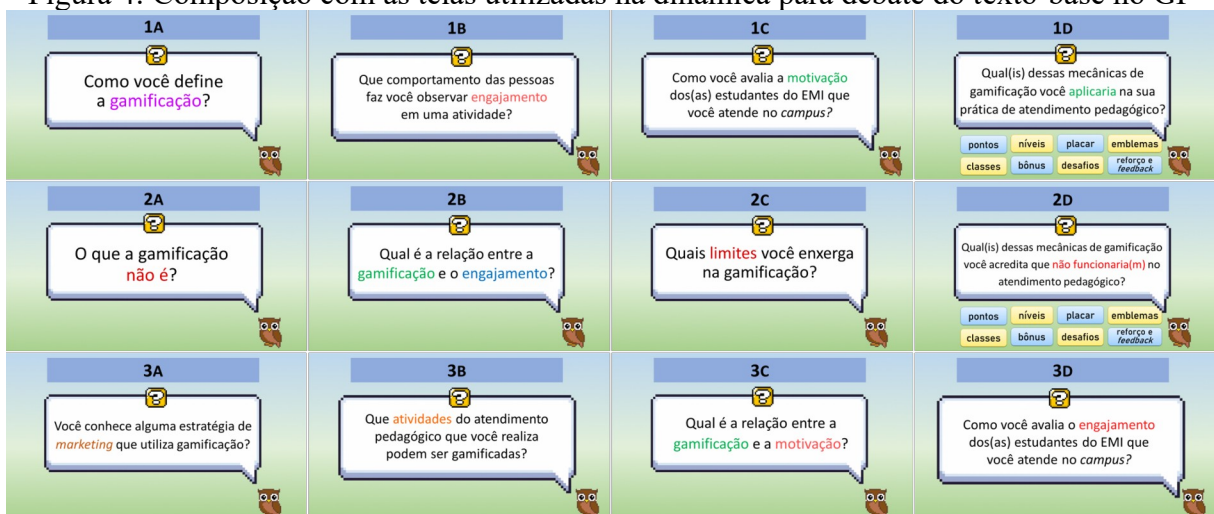 Figura 4: Composição com as telas utilizadas na dinâmica para debate do texto-base no GP
1A
?
Como você define
a gamificação?
1B
?
Que comportamento das pessoas
faz você observar engajamento
em uma atividade?
1C
?
Como você avalia a motivação
dos(as) estudantes do EMI que
você atende no campus?
1D
?
Qual(is) dessas mecânicas de
gamificação você aplicaria na sua
prática de atendimento pedagógico?
pontos níveis placar emblemas
classes bônus desafios reforço e
feedback
2A
?
O que a gamificação
não é?
2B
?
Qual é a relação entre a
gamificação e o engajamento?
2C
?
Quais limites você enxerga
na gamificação?
2D
?
Qual(is) dessas mecânicas de gamificação
você acredita que não funcionaria(m) no
atendimento pedagógico?
pontos níveis placar emblemas
classes bônus desafios reforço e
feedback
3A
?
Você conhece alguma estratégia de
marketing que utiliza gamificação?
3B
?
Que atividades do atendimento
pedagógico que você realiza
podem ser gamificadas?
3C
?
Qual é a relação entre a
gamificação e a motivação?
3D
?
Como você avalia o engajamento
dos(as) estudantes do EMI que
você atende no campus?